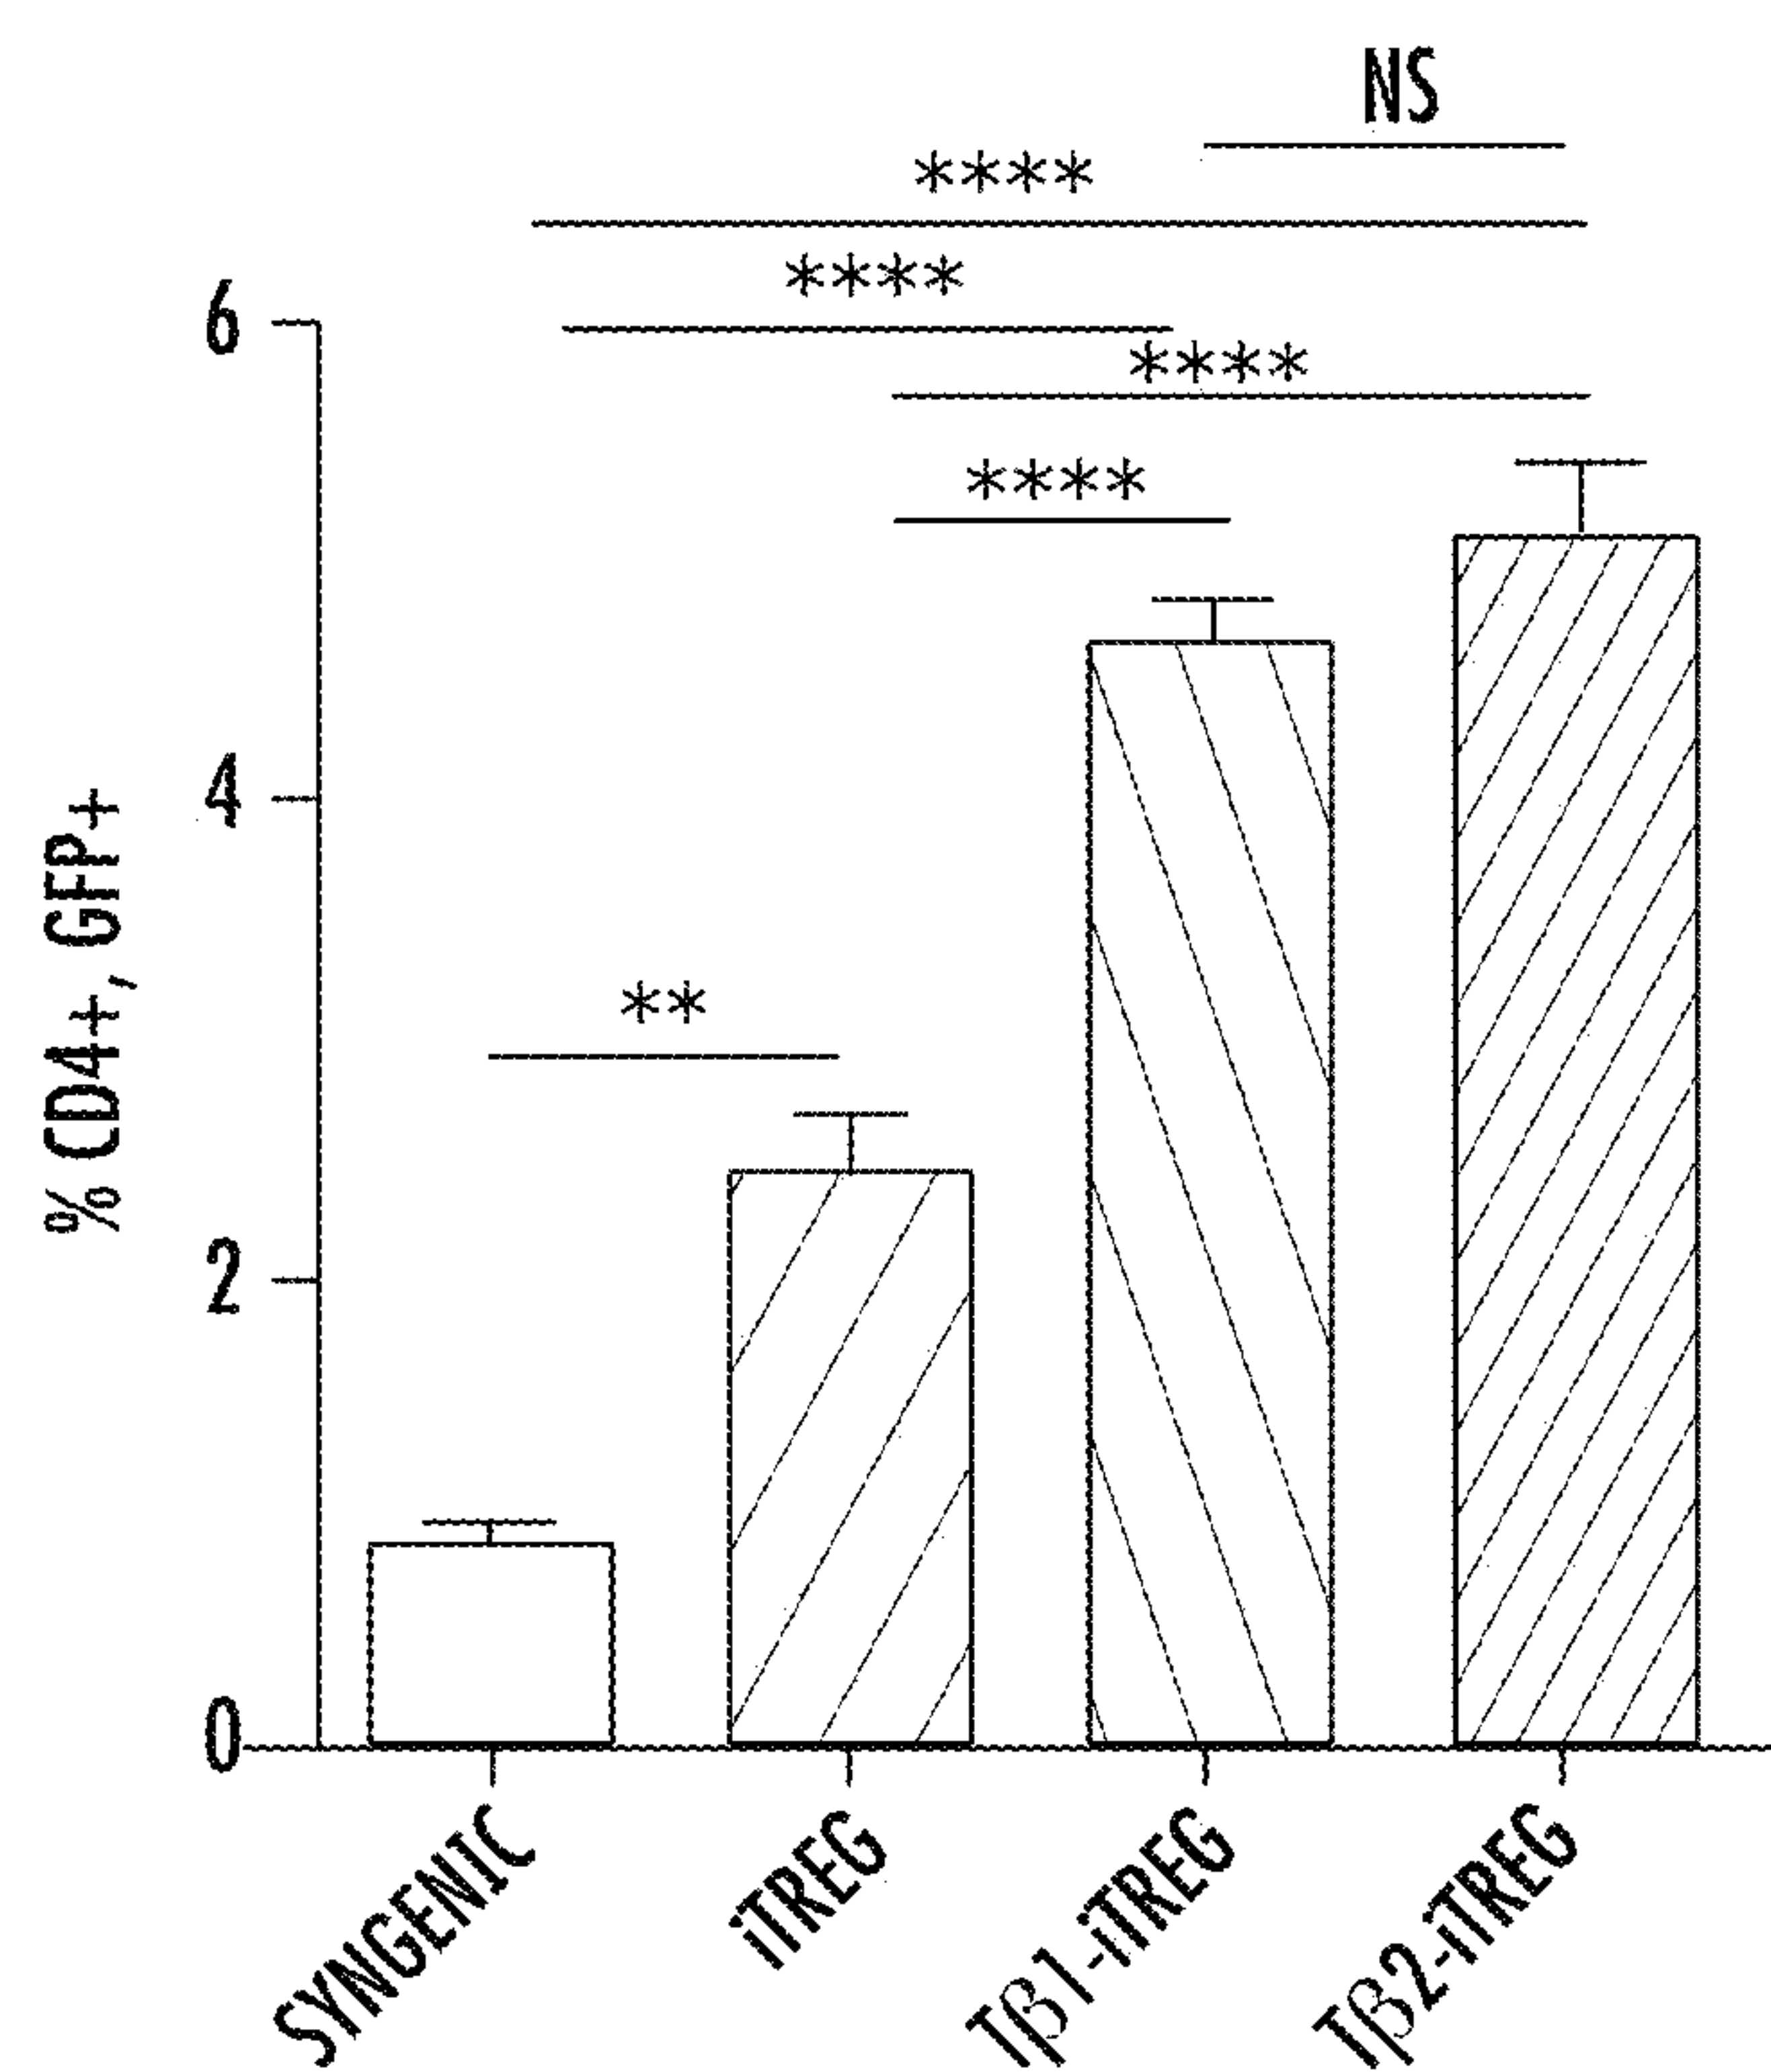 NS
****
****
****
****
**
% CD4+, GFP+
6
4
2
0
SYNGENIC
iTREG
Tβ1-iTREG
Tβ2-iTREG